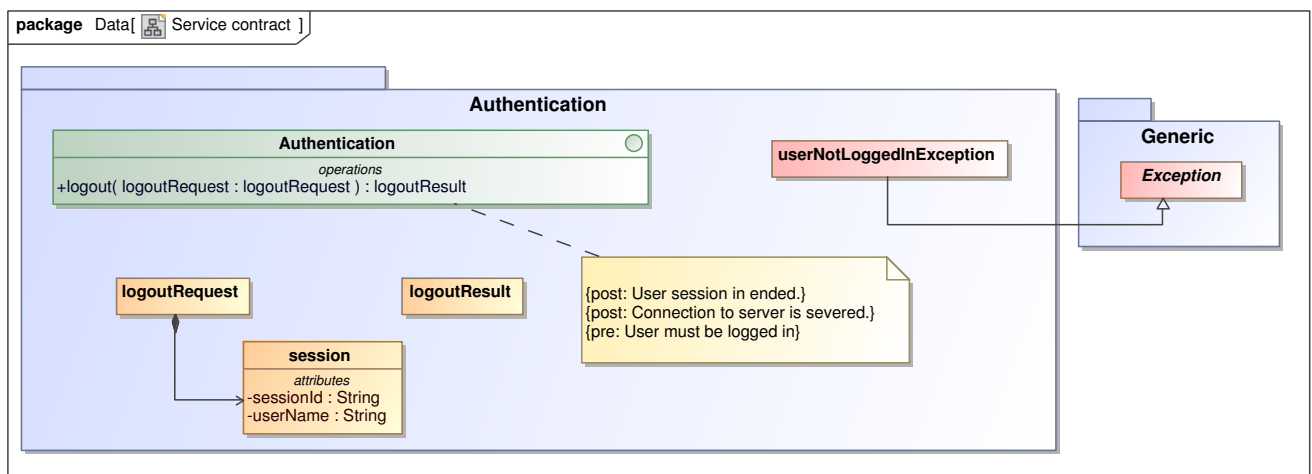 package Data[ Service contract ]
Authentication
Generic
Authentication
operations
+logout( logoutRequest : logoutRequest ) : logoutResult
userNotLoggedInException
Exception
logoutRequest
logoutResult
{post: User session in ended.}
{post: Connection to server is severed.}
{pre: User must be logged in}
session
attributes
-sessionId : String
-userName : String